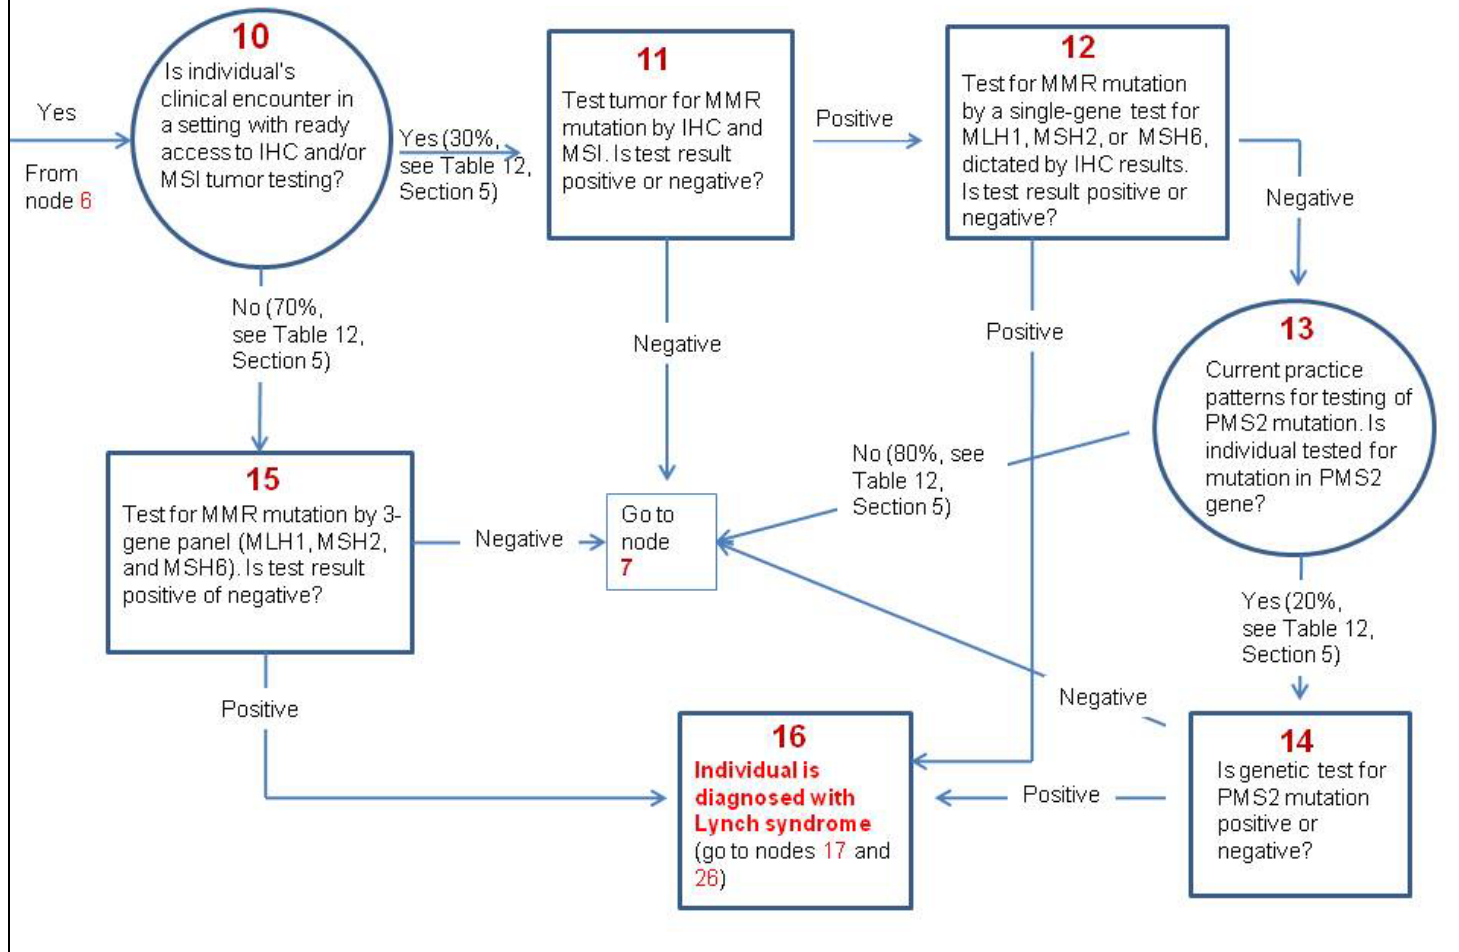 Yes
From
node 6
10
Is individual's
clinical encounter in
a setting with ready
access to IHC and/or
MSI tumor testing?
Yes (30%,
see Table 12,
Section 5)
11
Test tumor for MMR
mutation by IHC and
MSI. Is test result
positive or negative?
Positive
12
Test for MMR mutation
by a single-gene test for
MLH1, MSH2, or MSH6,
dictated by IHC results.
Is test result positive or
negative?
Negative
No (70%,
see Table 12,
Section 5)
Negative
Positive
13
Current practice
patterns for testing of
PMS2 mutation. Is
individual tested for
mutation in PMS2
gene?
No (80%, see
Table 12,
Section 5)
15
Test for MMR mutation by 3-
gene panel (MLH1, MSH2,
and MSH6). Is test result
positive of negative?
Negative
Go to
node
7
Yes (20%,
see Table 12,
Section 5)
Positive
Negative
16
Individual is
diagnosed with
Lynch syndrome
(go to nodes 17 and
26)
Positive
14
Is genetic test for
PMS2 mutation
positive or
negative?